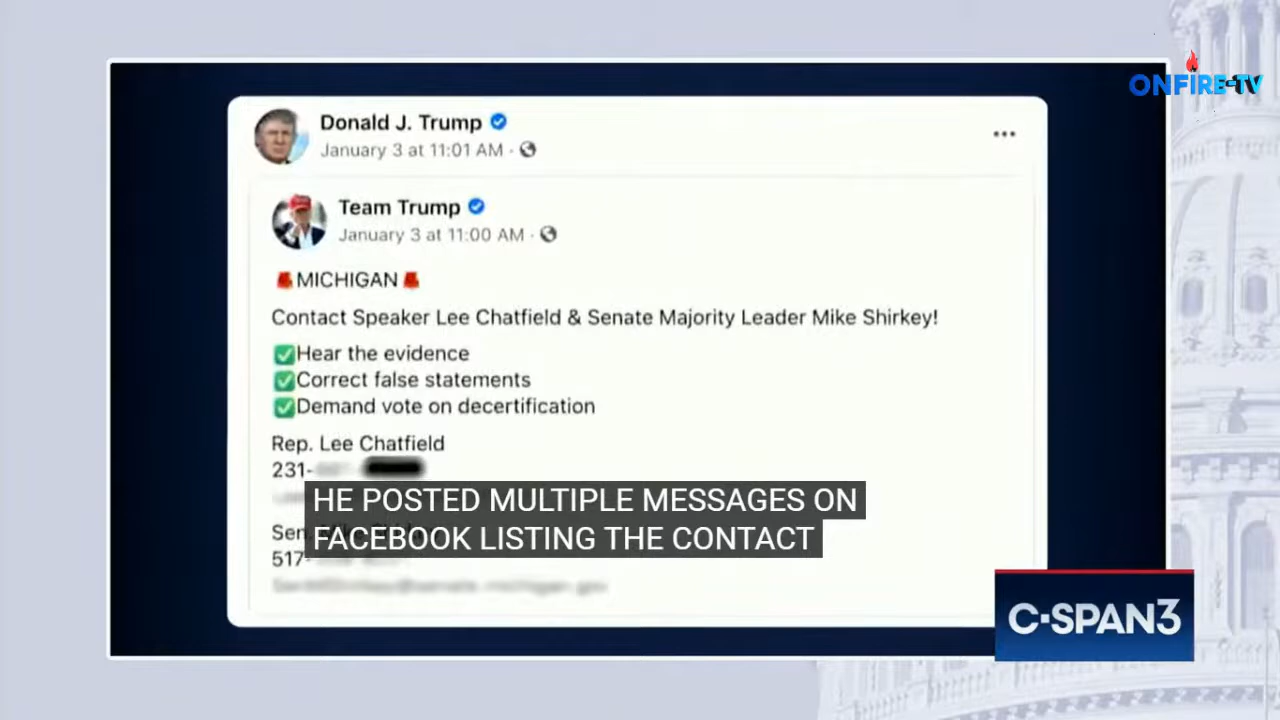 ONFIRE-TV
Donald J. Trump
January 3 at 11:01 AM ·
Team Trump
January 3 at 11:00 AM ·
MICHIGAN
Contact Speaker Lee Chatfield & Senate Majority Leader Mike Shirkey!
✅Hear the evidence
✅Correct false statements
✅Demand vote on decertification
Rep. Lee Chatfield
231-
HE POSTED MULTIPLE MESSAGES ON
Sen.
FACEBOOK LISTING THE CONTACT
517-
C-SPAN3